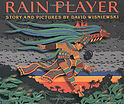 RAIN PLAYER
STORY AND PICTURES BY DAVID WISNIEWSKI